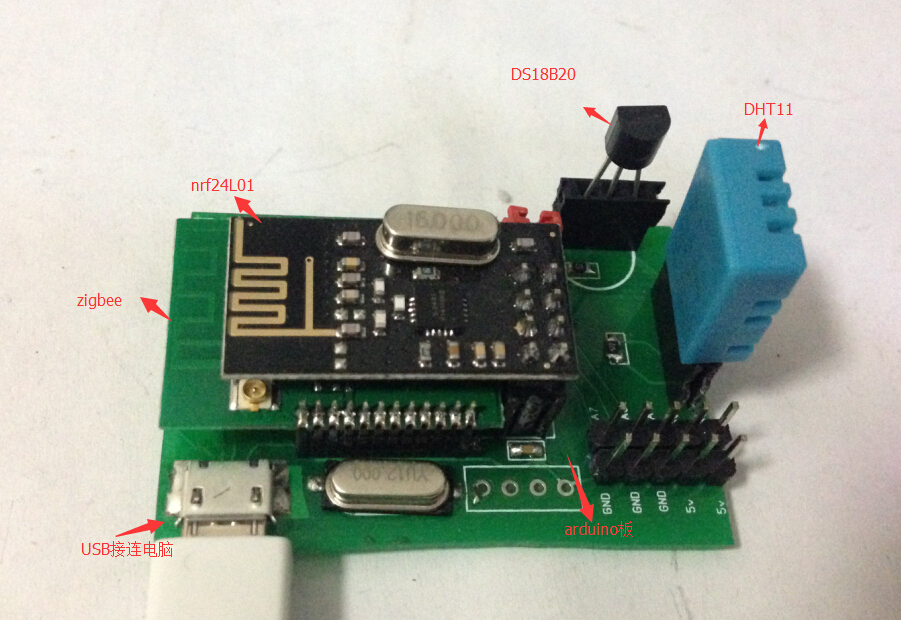 DS18B20
DHT11
nrf24L01
16.000
zigbee
A7
GND
GND
GND
5v
5v
USB接连电脑
arduino板